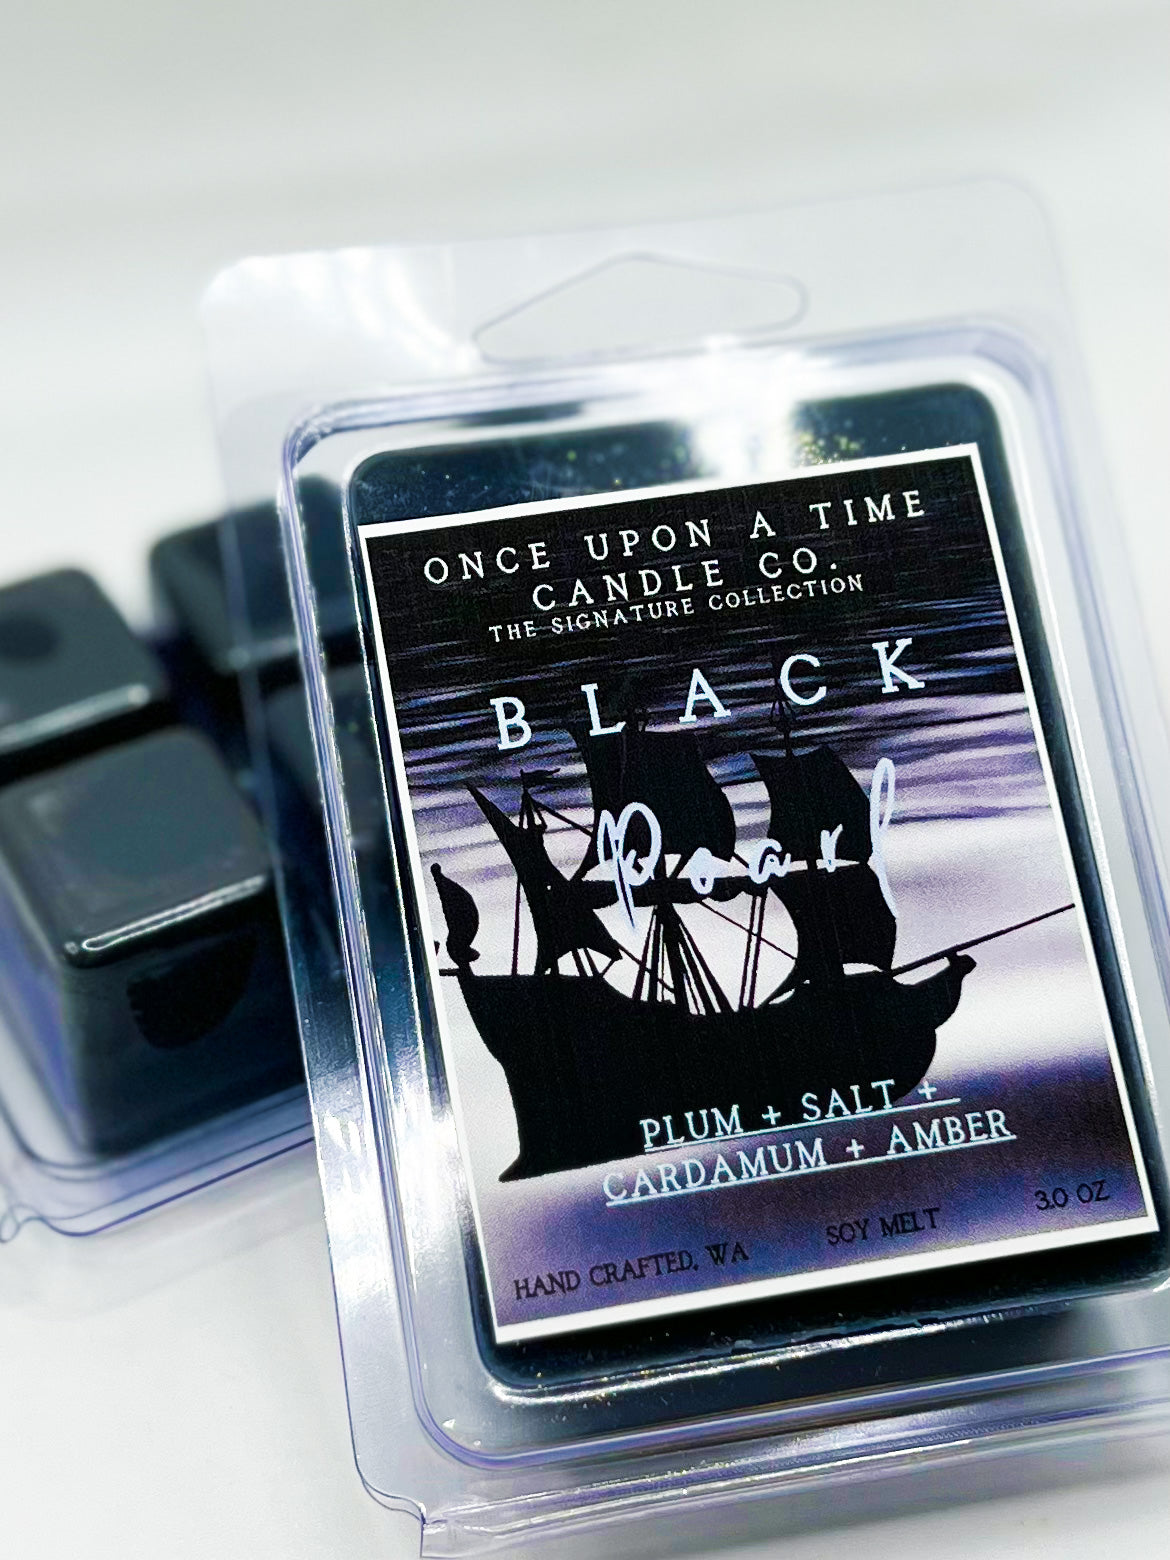 ONCE UPON A TIME
CANDLE CO.
THE SIGNATURE COLLECTION
BLACK
Pearl
PLUM + SALT +
CARDAMUM + AMBER
HAND CRAFTED, WA SOY MELT 3.0 OZ